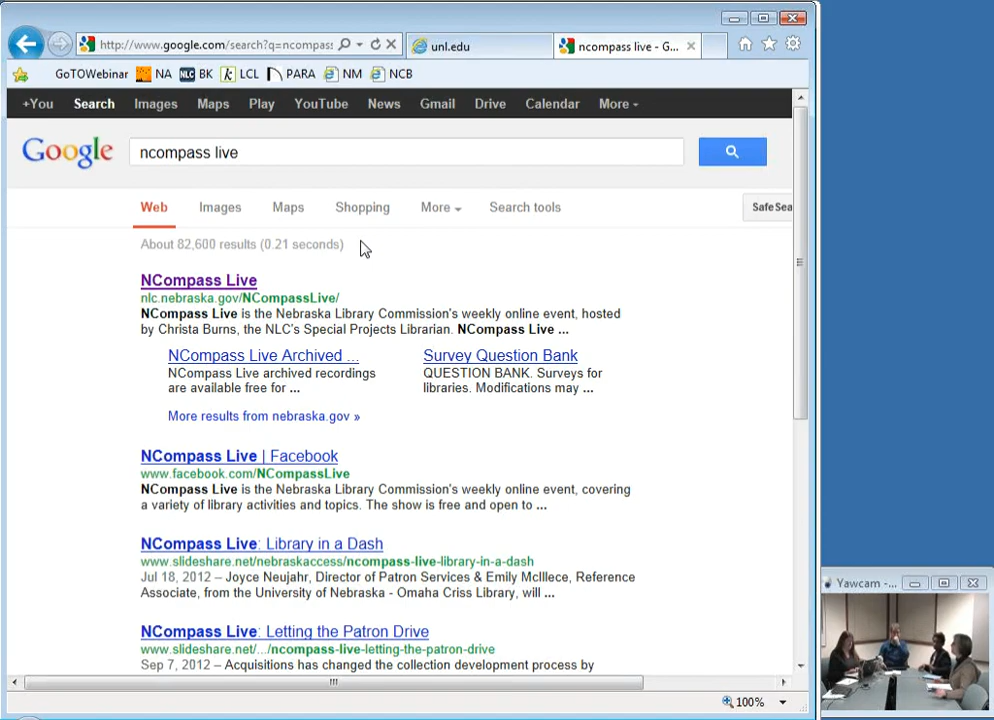 http://www.google.com/search?q=ncompass
unl.edu
ncompass live - G...
GoTOWebinar NA NLC BK k LCL PARA NM NCB
+You Search Images Maps Play YouTube News Gmail Drive Calendar More
Google
ncompass live
Web Images Maps Shopping More Search tools
SafeSea
About 82,600 results (0.21 seconds)
NCompass Live
nlc.nebraska.gov/NCompassLive/
NCompass Live is the Nebraska Library Commission's weekly online event, hosted
by Christa Burns, the NLC's Special Projects Librarian. NCompass Live ...
NCompass Live Archived ...
NCompass Live archived recordings
are available free for ...
Survey Question Bank
QUESTION BANK. Surveys for
libraries. Modifications may ...
More results from nebraska.gov »
NCompass Live | Facebook
www.facebook.com/NCompassLive
NCompass Live is the Nebraska Library Commission's weekly online event, covering
a variety of library activities and topics. The show is free and open to ...
NCompass Live: Library in a Dash
www.slideshare.net/nebraskaccess/ncompass-live-library-in-a-dash
Jul 18, 2012 – Joyce Neujahr, Director of Patron Services & Emily McIllece, Reference
Associate, from the University of Nebraska - Omaha Criss Library, will ...
NCompass Live: Letting the Patron Drive
www.slideshare.net/.../ncompass-live-letting-the-patron-drive
Sep 7, 2012 – Acquisitions has changed the collection development process by
100%
Yawcam -...